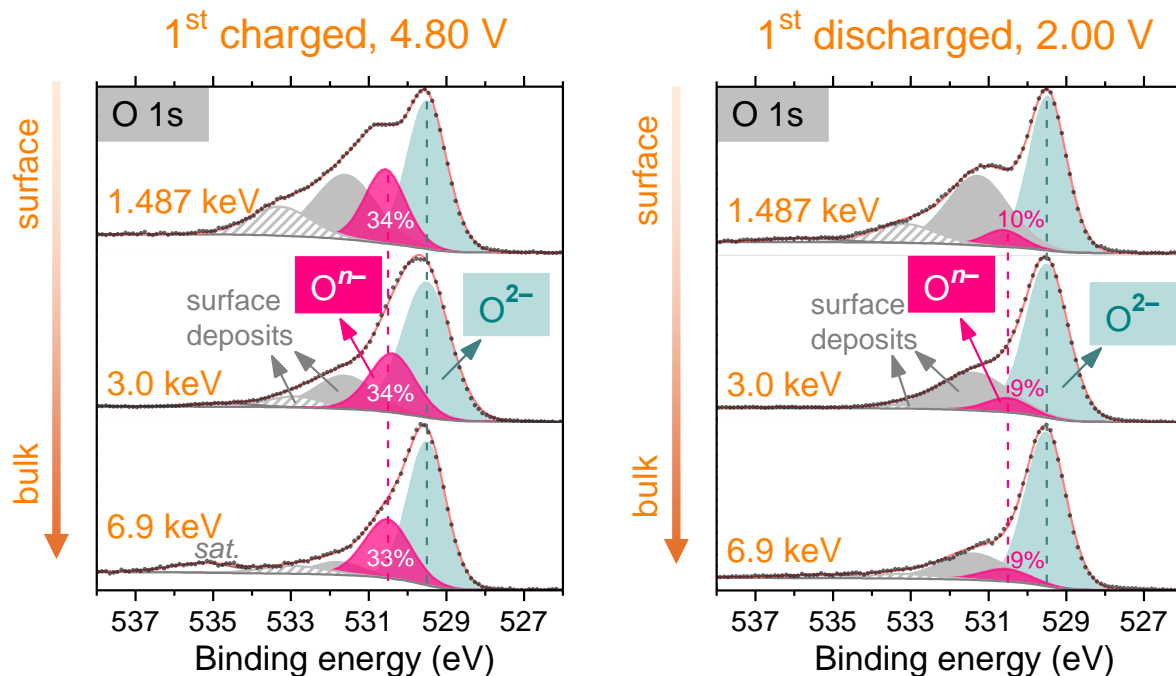 1st charged, 4.80 V
surface
bulk
O 1s
1.487 keV
34%
On–
O2–
surface
deposits
3.0 keV
34%
6.9 keV
sat.
33%
537 535 533 531 529 527
Binding energy (eV)
1st discharged, 2.00 V
surface
bulk
O 1s
1.487 keV
10%
On–
O2–
surface
deposits
3.0 keV
9%
6.9 keV
9%
537 535 533 531 529 527
Binding energy (eV)